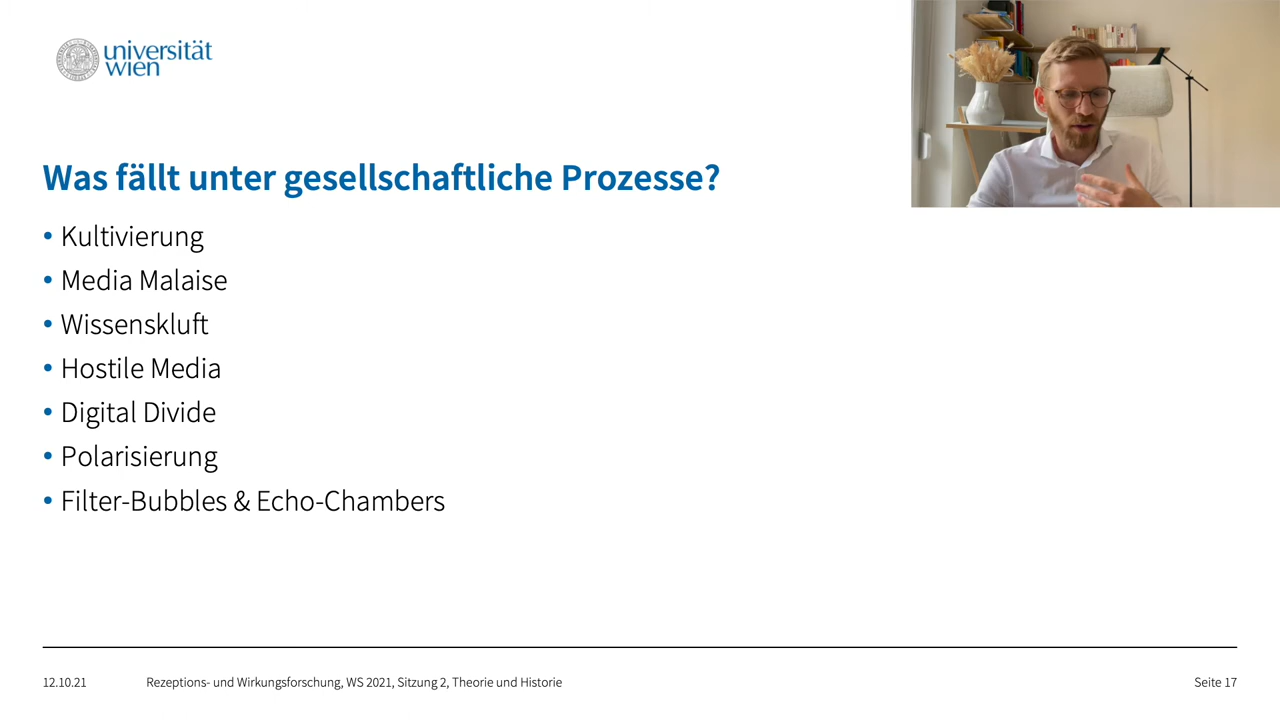 universität
wien
Was fällt unter gesellschaftliche Prozesse?
• Kultivierung
• Media Malaise
• Wissenskluft
• Hostile Media
• Digital Divide
• Polarisierung
• Filter-Bubbles & Echo-Chambers
12.10.21 Rezeptions- und Wirkungsforschung, WS 2021, Sitzung 2, Theorie und Historie Seite 17